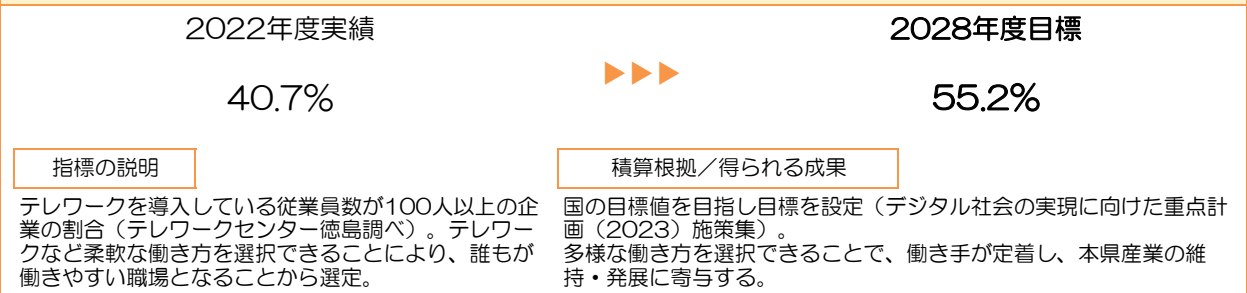 2022年度実績
2028年度目標
▶▶▶
40.7%
55.2%
指標の説明
テレワークを導入している従業員数が100人以上の企
業の割合（テレワークセンター徳島調べ）。テレワー
クなど柔軟な働き方を選択できることにより、誰もが
働きやすい職場となることから選定。
積算根拠／得られる成果
国の目標値を目指し目標を設定（デジタル社会の実現に向けた重点計
画（2023）施策集）。
多様な働き方を選択できることで、働き手が定着し、本県産業の維
持・発展に寄与する。